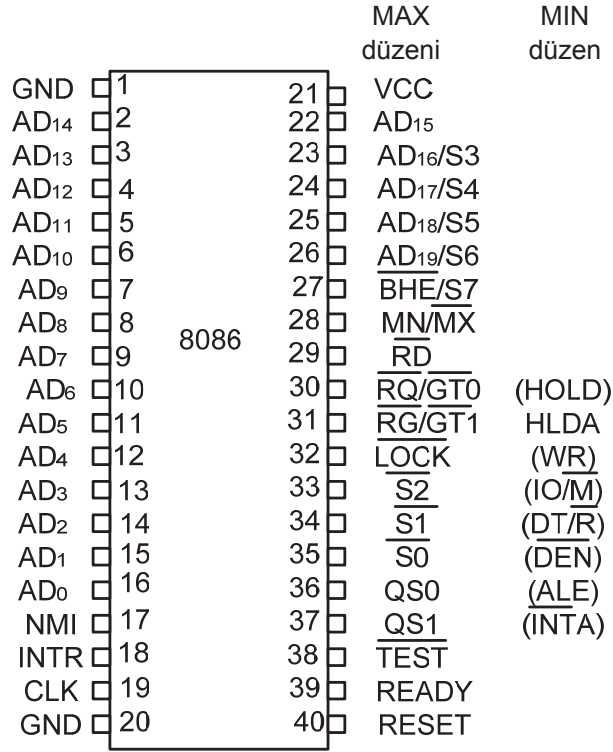 MAX MIN
düzeni düzen
GND 1 21 VCC
AD14 2 22 AD15
AD13 3 23 AD16/S3
AD12 4 24 AD17/S4
AD11 5 25 AD18/S5
AD10 6 26 AD19/S6
AD9 7 27 BHE/S7
AD8 8 28 MN/MX
8086
AD7 9 29 RD
AD6 10 30 RQ/GT0 (HOLD)
AD5 11 31 RG/GT1 HLDA
AD4 12 32 LOCK (WR)
AD3 13 33 S2 (IO/M)
AD2 14 34 S1 (DT/R)
AD1 15 35 S0 (DEN)
AD0 16 36 QS0 (ALE)
NMI 17 37 QS1 (INTA)
INTR 18 38 TEST
CLK 19 39 READY
GND 20 40 RESET